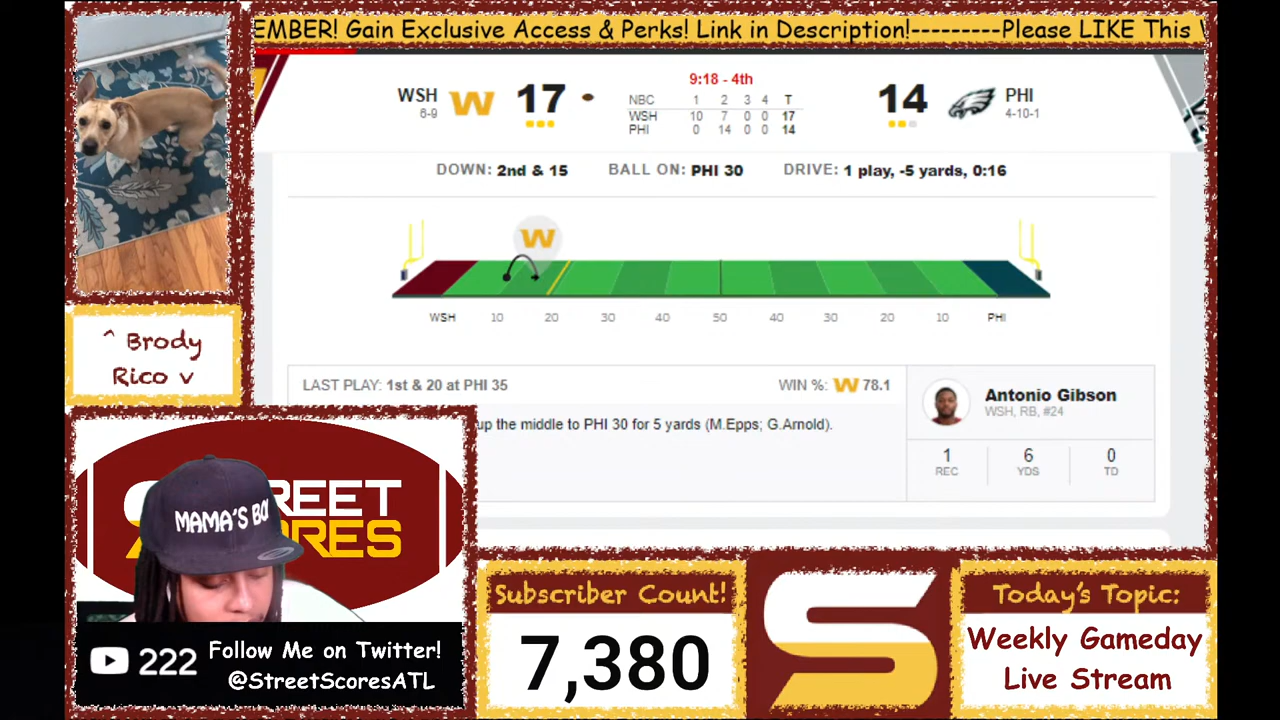 EMBER! Gain Exclusive Access & Perks! Link in Description!---------Please LIKE This
WSH
6-9
W
17
9:18 - 4th
NBC 1 2 3 4 T
WSH 10 7 0 0 17
PHI 0 14 0 0 14
14
PHI
4-10-1
DOWN: 2nd & 15 BALL ON: PHI 30 DRIVE: 1 play, -5 yards, 0:16
W
WSH 10 20 30 40 50 40 30 20 10 PHI
LAST PLAY: 1st & 20 at PHI 35 WIN %: W 78.1
up the middle to PHI 30 for 5 yards (M.Epps; G.Arnold).
Antonio Gibson
WSH, RB, #24
1 6 0
REC YDS TD
^ Brody
Rico v
REET
ORES
MAMA'S BOY
222
Follow Me on Twitter!
@StreetScoresATL
Subscriber Count!
7,380
S
Today's Topic:
Weekly Gameday
Live Stream